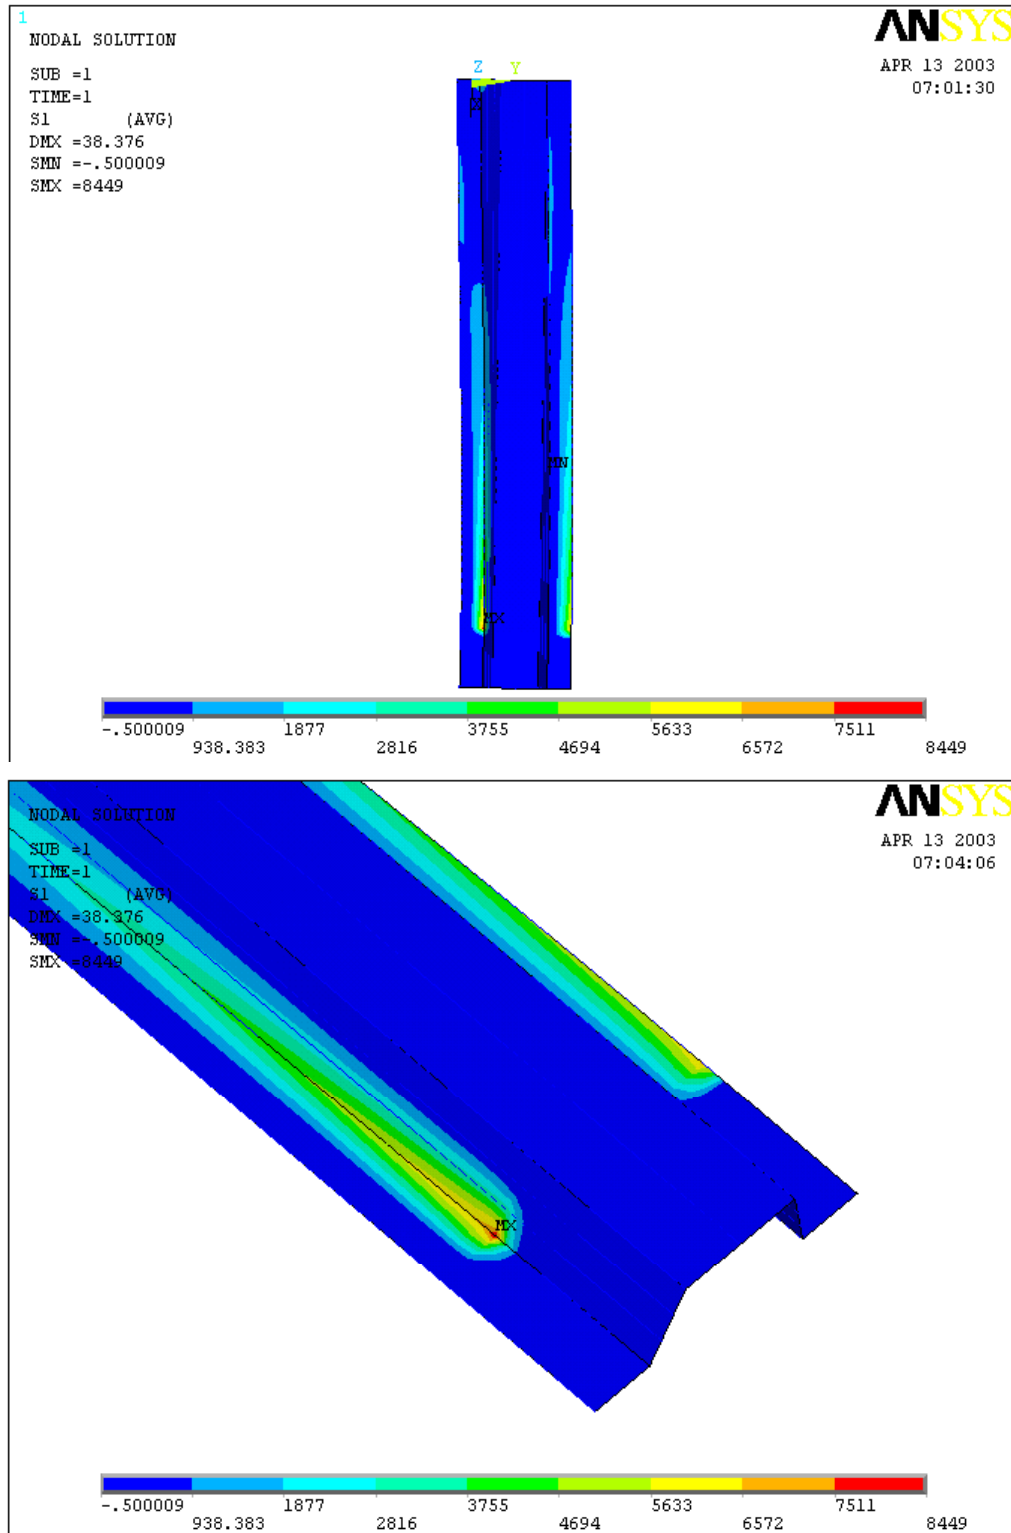 1
ANSYS
NODAL SOLUTION
APR 13 2003
07:01:30
SUB =1
TIME=1
S1 (AVG)
DMX =38.376
SMN =-.500009
SMX =8449
Z Y
MN
MX
-.500009 1877 3755 5633 7511
938.383 2816 4694 6572 8449
ANSYS
NODAL SOLUTION
APR 13 2003
07:04:06
SUB =1
TIME=1
S1 (AVG)
DMX =38.376
SMN =-.500009
SMX =8449
MX
-.500009 1877 3755 5633 7511
938.383 2816 4694 6572 8449